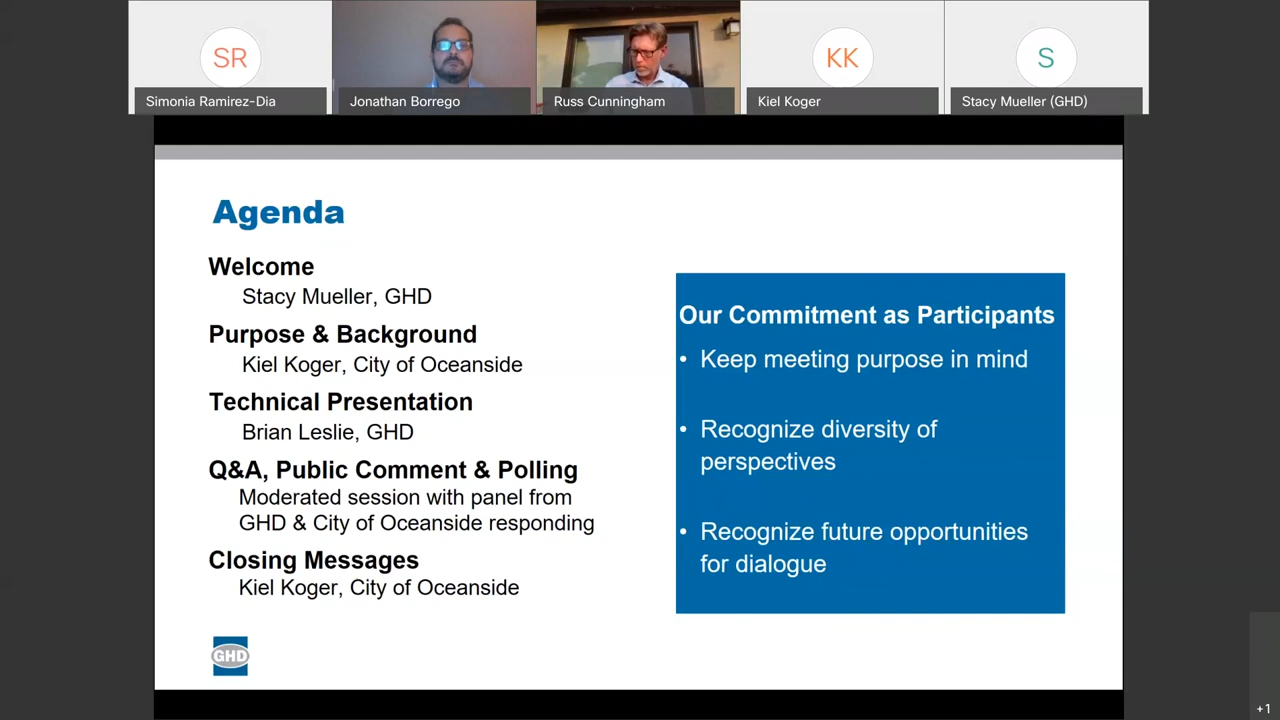 SR
KK
S
Simonia Ramirez-Dia
Jonathan Borrego
Russ Cunningham
Kiel Koger
Stacy Mueller (GHD)
Agenda
Welcome
Stacy Mueller, GHD
Purpose & Background
Kiel Koger, City of Oceanside
Technical Presentation
Brian Leslie, GHD
Q&A, Public Comment & Polling
Moderated session with panel from
GHD & City of Oceanside responding
Closing Messages
Kiel Koger, City of Oceanside
Our Commitment as Participants
• Keep meeting purpose in mind
• Recognize diversity of
perspectives
• Recognize future opportunities
for dialogue
GHD
+1